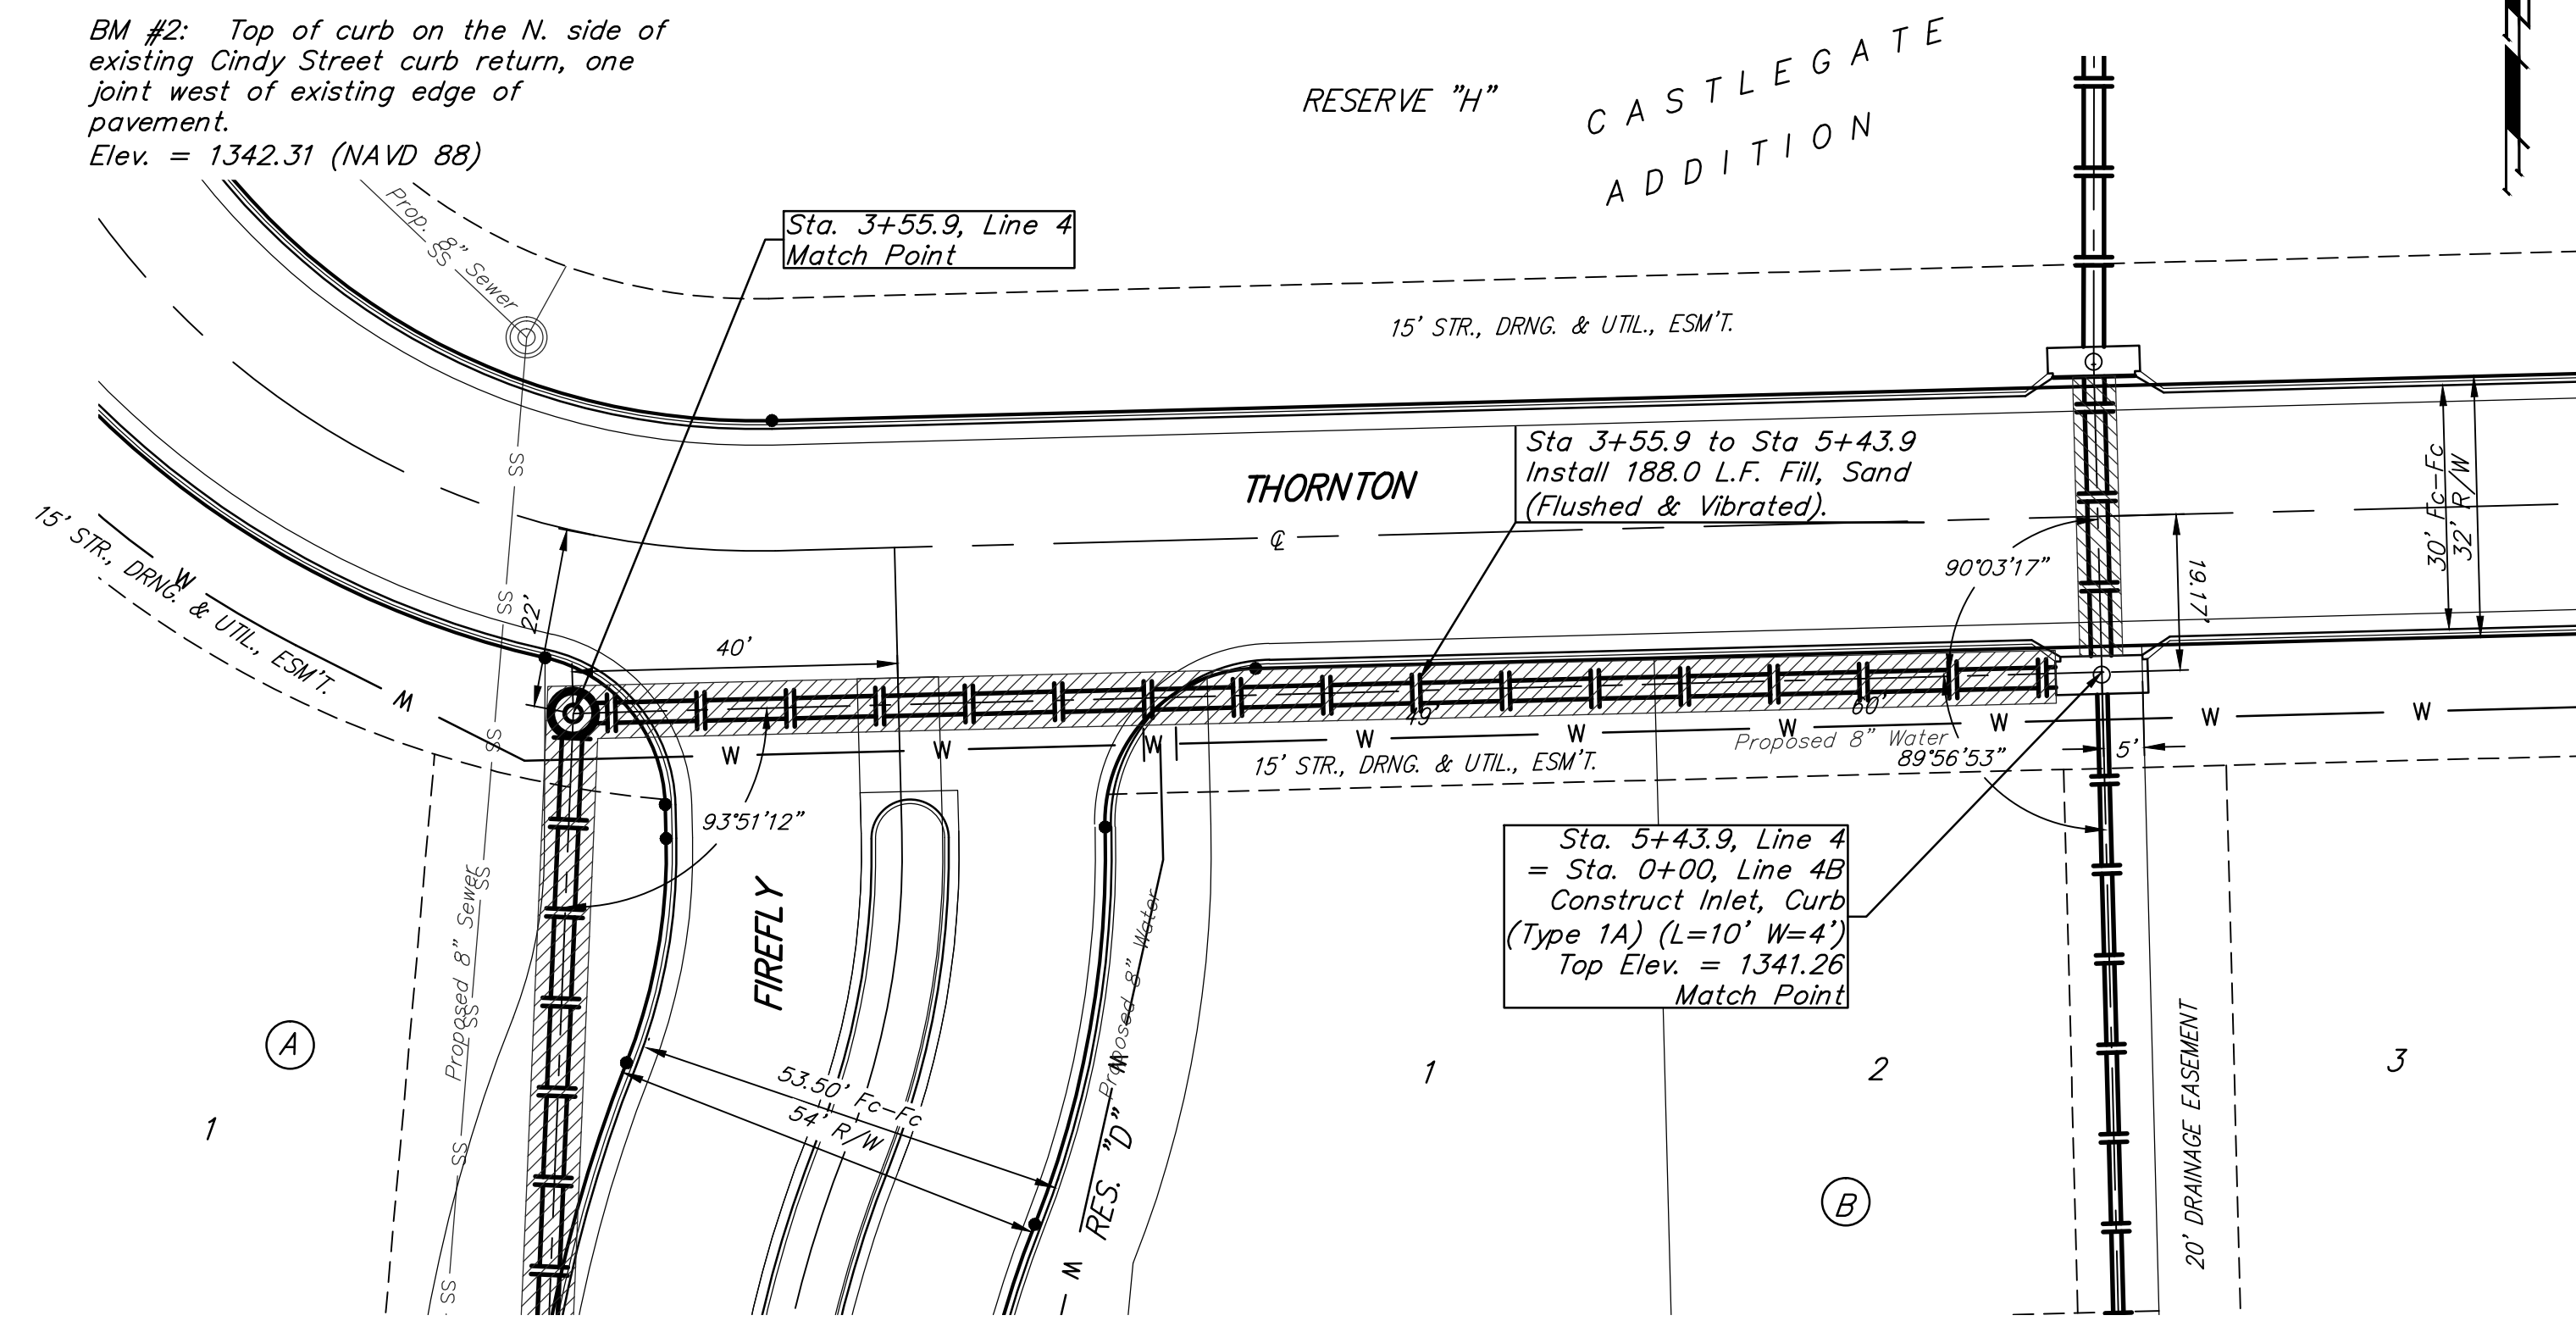 BM #2: Top of curb on the N. side of
existing Cindy Street curb return, one
joint west of existing edge of
pavement.
Elev. = 1342.31 (NAVD 88)
RESERVE "H"
CASTLEGATE
ADDITION
Prop. 8" Sewer
SS
Sta. 3+55.9, Line 4
Match Point
15' STR., DRNG. & UTIL., ESM'T.
SS
THORNTON
℄
Sta 3+55.9 to Sta 5+43.9
Install 188.0 L.F. Fill, Sand
(Flushed & Vibrated).
30' Fc-Fc
32' R/W
90°03'17"
19.17'
15' STR., DRNG. & UTIL., ESM'T.
W
W
SS
22'
40'
49'
60'
SS
W
W
W
W
W
W
W
W
W
Proposed 8" Water
15' STR., DRNG. & UTIL., ESM'T.
89°56'53"
5'
93°51'12"
Sta. 5+43.9, Line 4
= Sta. 0+00, Line 4B
Construct Inlet, Curb
(Type 1A) (L=10' W=4')
Top Elev. = 1341.26
Match Point
Proposed 8" Sewer
SS
SS
SS
SS
FIREFLY
Proposed 8" Water
W
W
RES. "D"
53.50' Fc-Fc
54' R/W
A
1
1
2
3
B
20' DRAINAGE EASEMENT